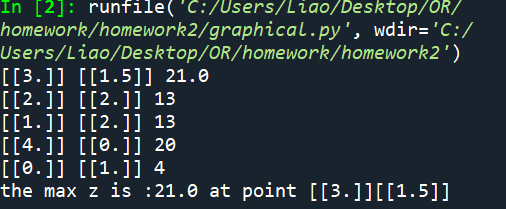 In [2]: runfile('C:/Users/Liao/Desktop/OR/
homework/homework2/graphical.py', wdir='C:/
Users/Liao/Desktop/OR/homework/homework2')
[[3.]] [[1.5]] 21.0
[[2.]] [[2.]] 13
[[1.]] [[2.]] 13
[[4.]] [[0.]] 20
[[0.]] [[1.]] 4
the max z is :21.0 at point [[3.]][[1.5]]